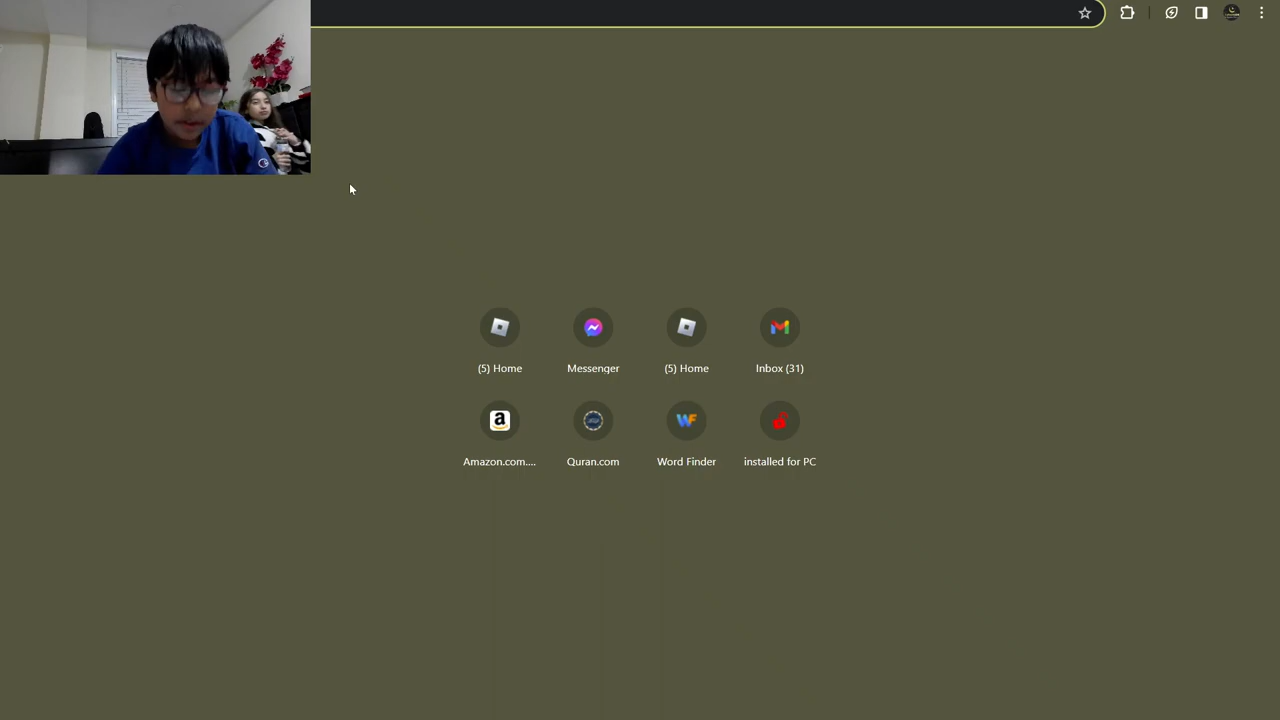 (5) Home
Messenger
(5) Home
Inbox (31)
Amazon.com....
Quran.com
Word Finder
installed for PC